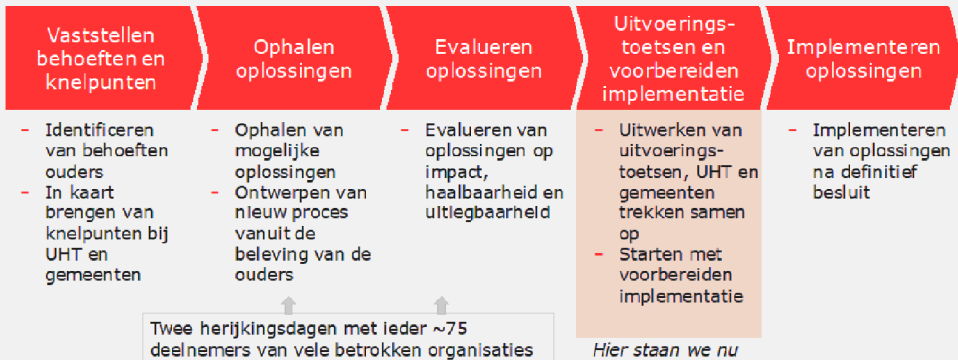 Vaststellen
behoeften en
knelpunten
Ophalen
oplossingen
Evalueren
oplossingen
Uitvoerings-
toetsen en
voorbereiden
implementatie
Implementeren
oplossingen
- Identificeren
van behoeften
ouders
- In kaart
brengen van
knelpunten bij
UHT en
gemeenten
- Ophalen van
mogelijke
oplossingen
- Ontwerpen van
nieuw proces
vanuit de
beleving van de
ouders
- Evalueren van
oplossingen op
impact,
haalbaarheid en
uitlegbaarheid
- Uitwerken van
uitvoerings-
toetsen, UHT en
gemeenten
trekken samen
op
- Starten met
voorbereiden
implementatie
- Implementeren
van oplossingen
na definitief
besluit
Twee herijkingsdagen met ieder ~75
deelnemers van vele betrokken organisaties
Hier staan we nu